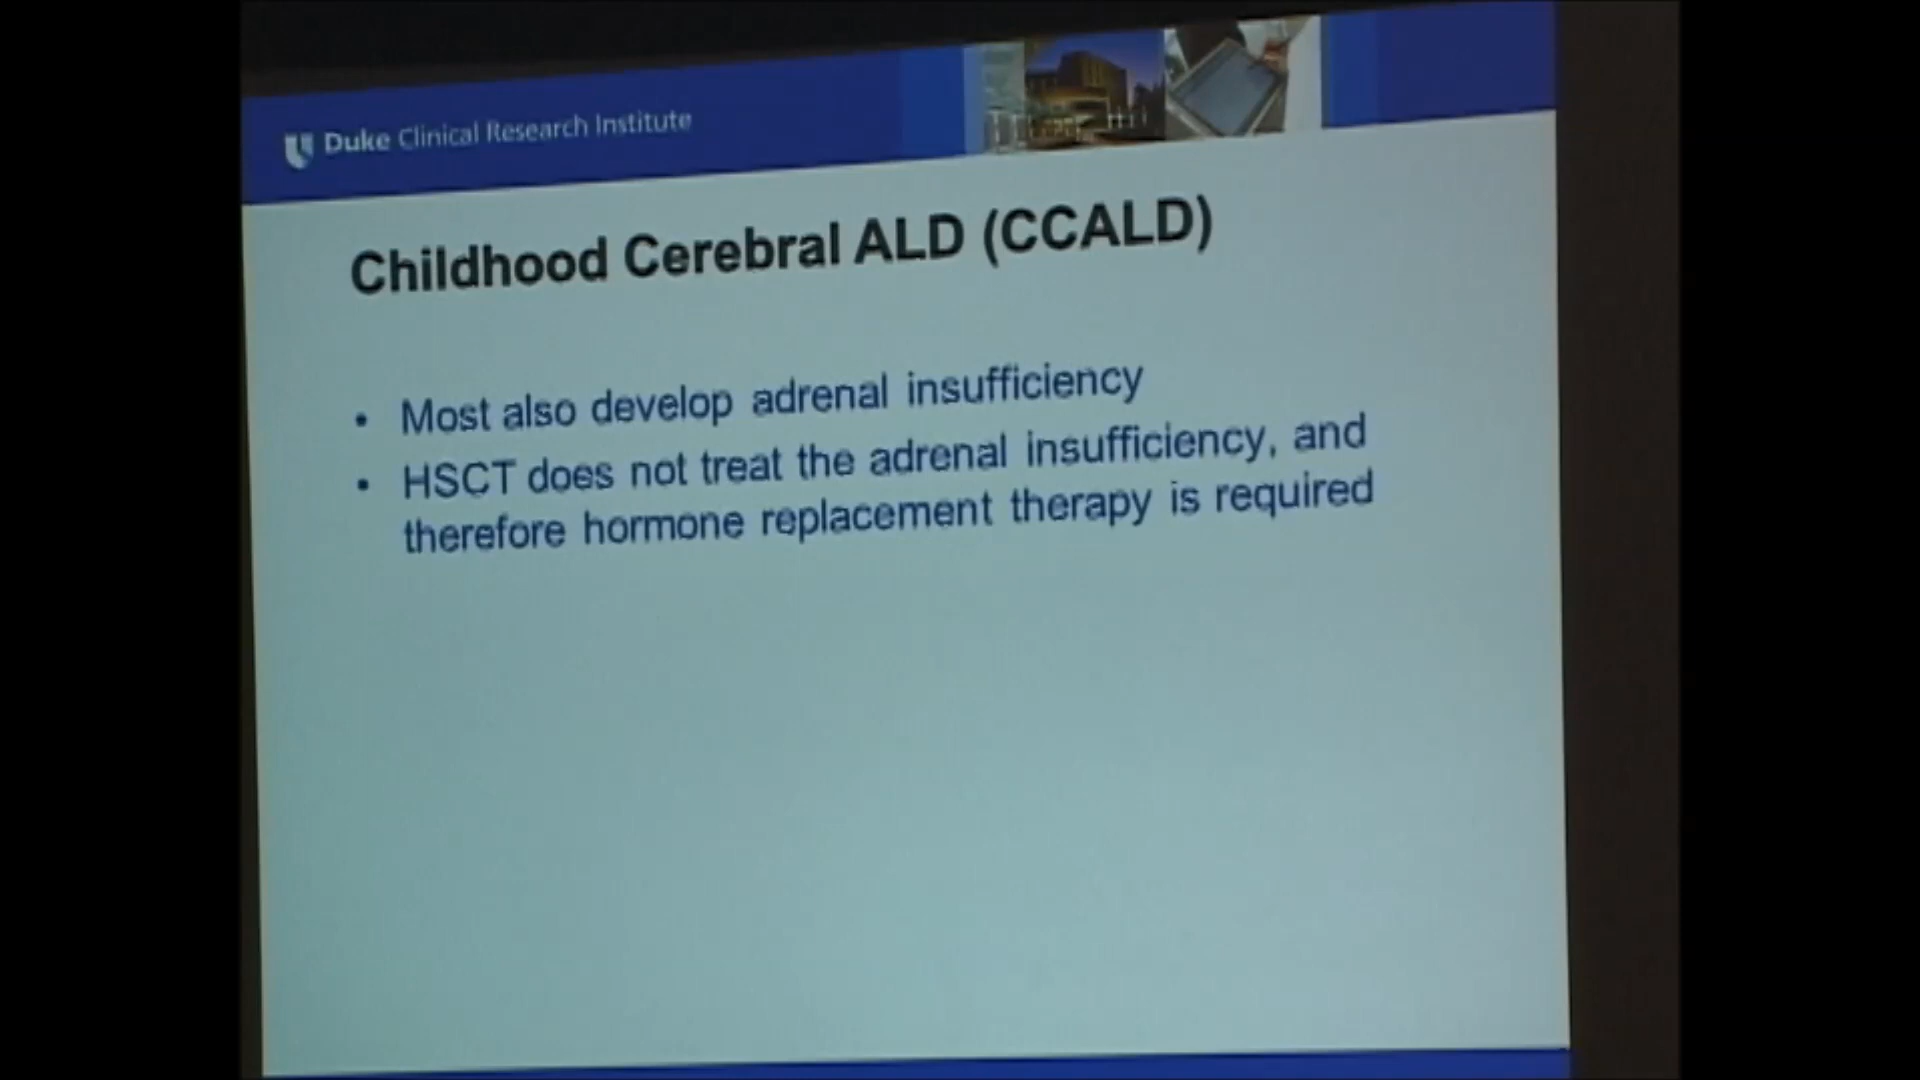 Duke Clinical Research Institute
Childhood Cerebral ALD (CCALD)
• Most also develop adrenal insufficiency
• HSCT does not treat the adrenal insufficiency, and
therefore hormone replacement therapy is required